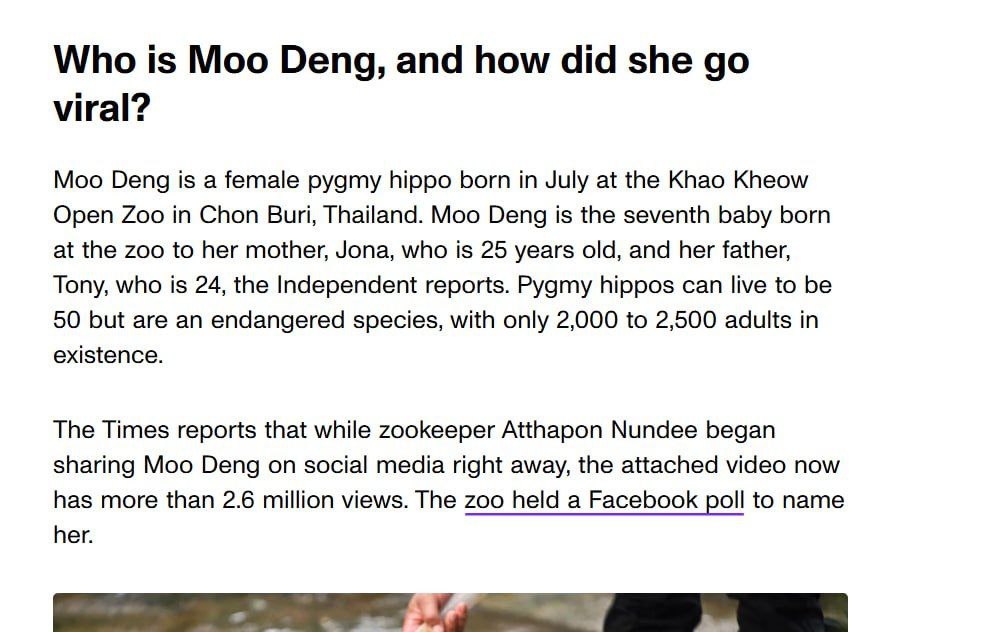 Who is Moo Deng, and how did she go
viral?
Moo Deng is a female pygmy hippo born in July at the Khao Kheow
Open Zoo in Chon Buri, Thailand. Moo Deng is the seventh baby born
at the zoo to her mother, Jona, who is 25 years old, and her father,
Tony, who is 24, the Independent reports. Pygmy hippos can live to be
50 but are an endangered species, with only 2,000 to 2,500 adults in
existence.
The Times reports that while zookeeper Atthapon Nundee began
sharing Moo Deng on social media right away, the attached video now
has more than 2.6 million views. The zoo held a Facebook poll to name
her.